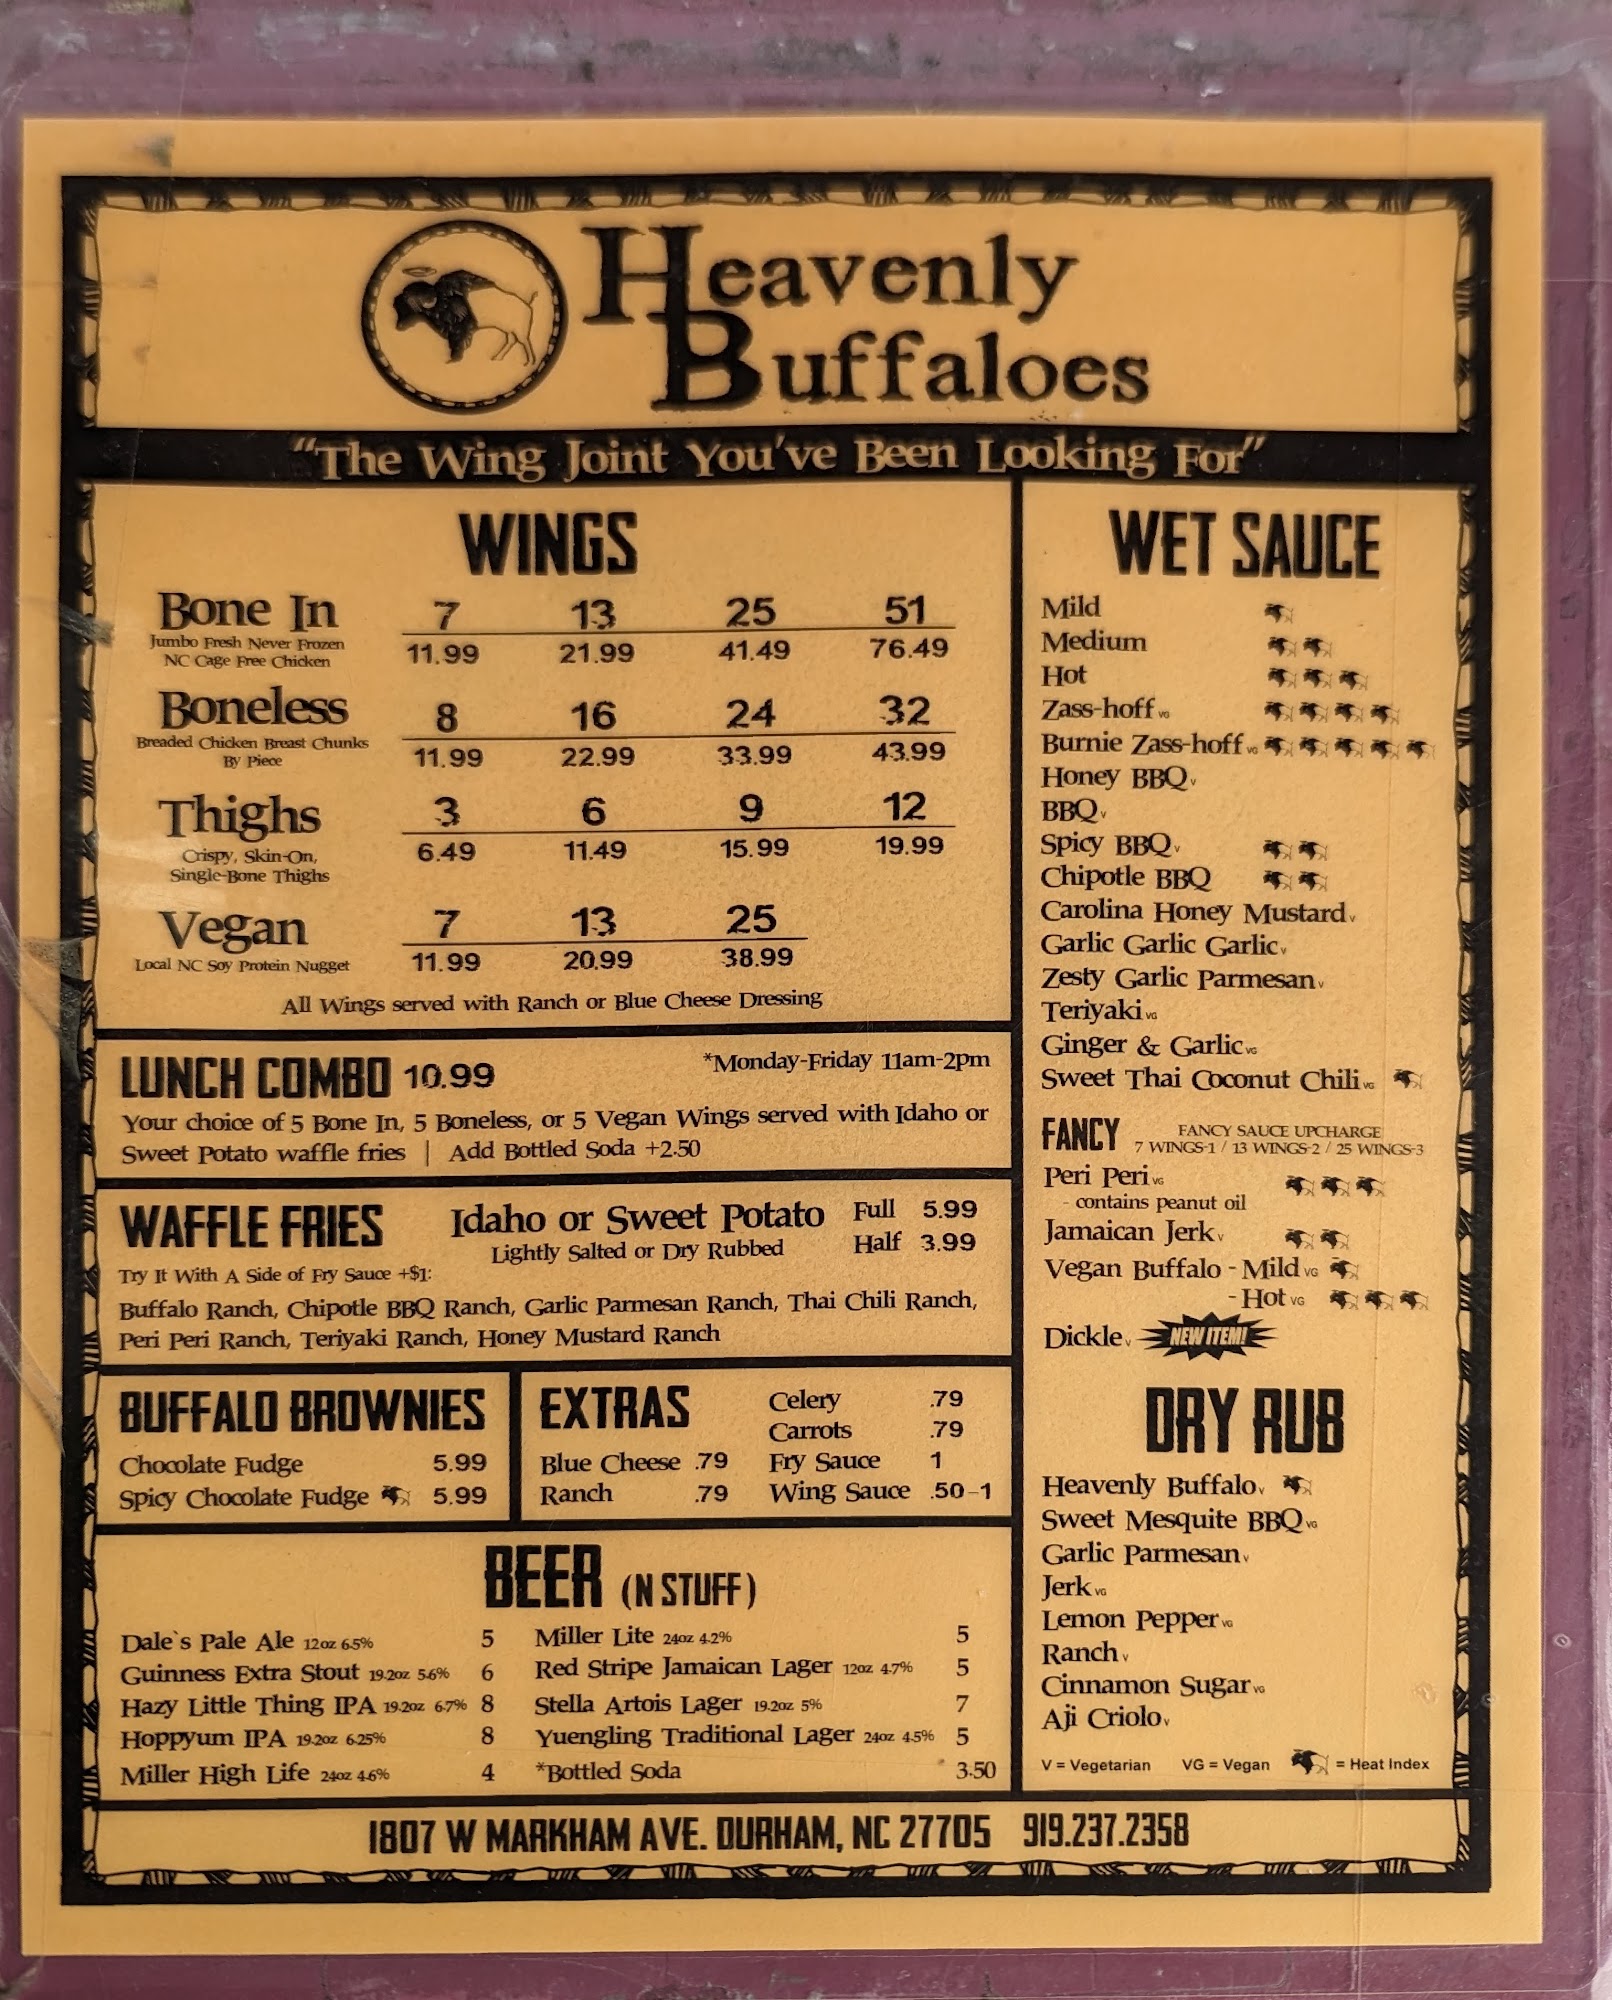 Heavenly
Buffaloes
"The Wing Joint You've Been Looking For"
WINGS
Bone In 7 13 25 51
Jumbo Fresh Never Frozen
NC Cage Free Chicken
11.99 21.99 41.49 76.49
Boneless 8 16 24 32
Breaded Chicken Breast Chunks
By Piece
11.99 22.99 33.99 43.99
Thighs 3 6 9 12
Crispy, Skin-On,
Single-Bone Thighs
6.49 11.49 15.99 19.99
Vegan 7 13 25
Local NC Soy Protein Nugget
11.99 20.99 38.99
All Wings served with Ranch or Blue Cheese Dressing
LUNCH COMBO 10.99 *Monday-Friday 11am-2pm
Your choice of 5 Bone In, 5 Boneless, or 5 Vegan Wings served with Idaho or
Sweet Potato waffle fries | Add Bottled Soda +2.50
WAFFLE FRIES Idaho or Sweet Potato Full 5.99
Lightly Salted or Dry Rubbed Half 3.99
Try It With A Side of Fry Sauce +$1:
Buffalo Ranch, Chipotle BBQ Ranch, Garlic Parmesan Ranch, Thai Chili Ranch,
Peri Peri Ranch, Teriyaki Ranch, Honey Mustard Ranch
BUFFALO BROWNIES
Chocolate Fudge 5.99
Spicy Chocolate Fudge 5.99
EXTRAS
Blue Cheese .79
Ranch .79
Celery .79
Carrots .79
Fry Sauce 1
Wing Sauce .50-1
BEER (N STUFF)
Dale`s Pale Ale 12oz 6.5% 5
Guinness Extra Stout 19.2oz 5.6% 6
Hazy Little Thing IPA 19.2oz 6.7% 8
Hoppyum IPA 19.2oz 6.25% 8
Miller High Life 24oz 4.6% 4
Miller Lite 24oz 4.2% 5
Red Stripe Jamaican Lager 12oz 4.7% 5
Stella Artois Lager 19.2oz 5% 7
Yuengling Traditional Lager 24oz 4.5% 5
*Bottled Soda 3.50
WET SAUCE
Mild
Medium
Hot
Zass-hoff VG
Burnie Zass-hoff VG
Honey BBQ V
BBQ V
Spicy BBQ V
Chipotle BBQ
Carolina Honey Mustard V
Garlic Garlic Garlic V
Zesty Garlic Parmesan V
Teriyaki VG
Ginger & Garlic VG
Sweet Thai Coconut Chili VG
FANCY FANCY SAUCE UPCHARGE
7 WINGS-1 / 13 WINGS-2 / 25 WINGS-3
Peri Peri VG
- contains peanut oil
Jamaican Jerk V
Vegan Buffalo - Mild VG
- Hot VG
Dickle V NEW ITEM!
DRY RUB
Heavenly Buffalo V
Sweet Mesquite BBQ VG
Garlic Parmesan V
Jerk VG
Lemon Pepper VG
Ranch V
Cinnamon Sugar VG
Aji Criolo V
V = Vegetarian VG = Vegan = Heat Index
1807 W MARKHAM AVE. DURHAM, NC 27705 919.237.2358